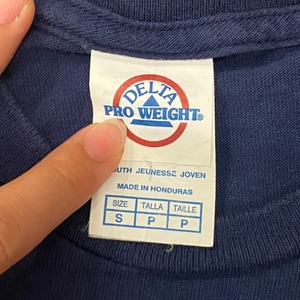 DELTA
PRO WEIGHT®
OUTH JEUNESSE JOVEN
MADE IN HONDURAS
SIZE TALLA TAILLE
S P P